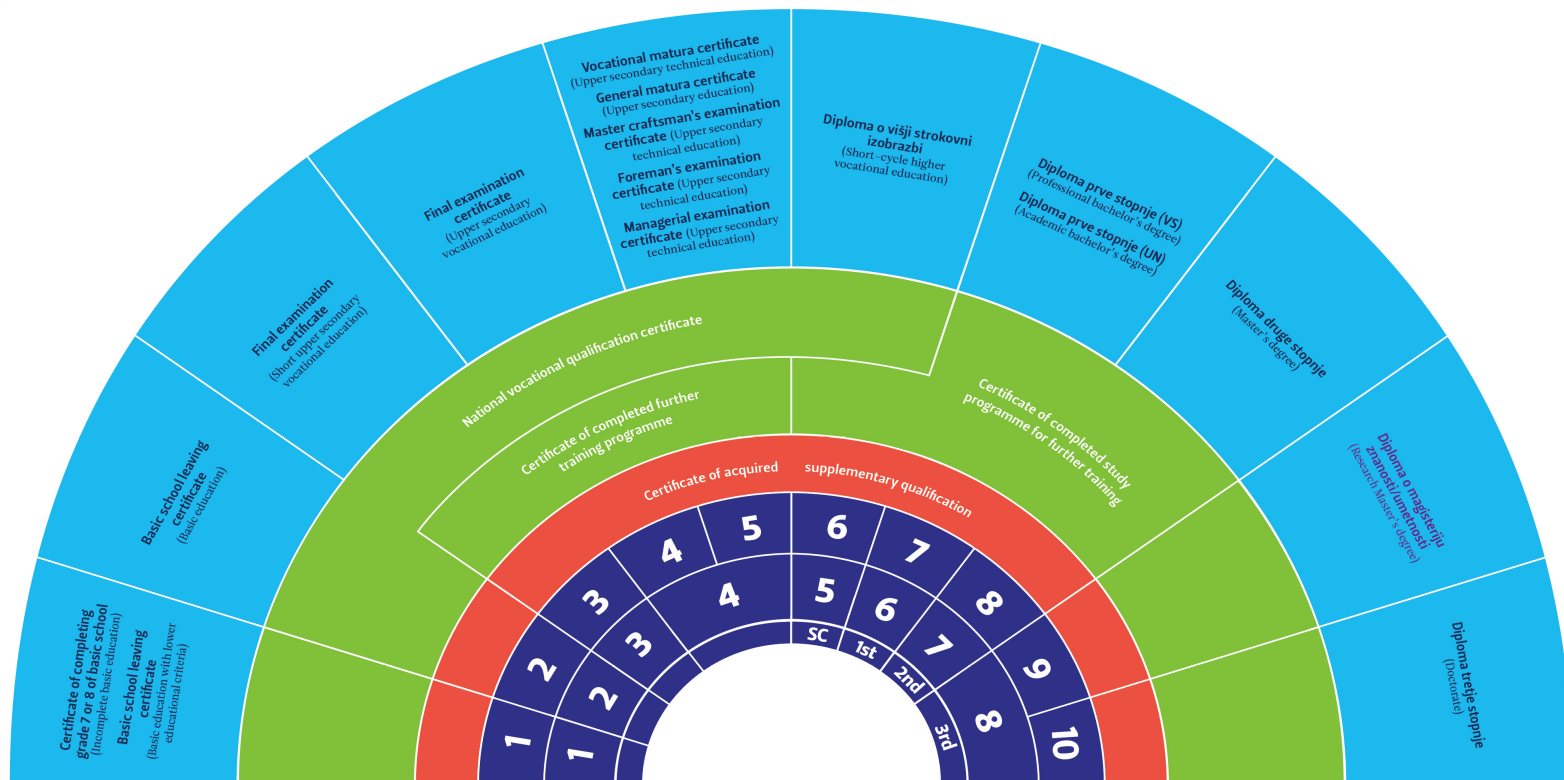 Certificate of completing
grade 7 or 8 of basic school
(Incomplete basic education)
Basic school leaving
certificate
(Basic education with lower
educational criteria)
Basic school leaving
certificate
(Basic education)
Final examination
certificate
(Short upper secondary
vocational education)
Final examination
certificate
(Upper secondary
vocational education)
Vocational matura certificate
(Upper secondary technical education)
General matura certificate
(Upper secondary education)
Master craftsman's examination
certificate (Upper secondary
technical education)
Foreman's examination
certificate (Upper secondary
technical education)
Managerial examination
certificate (Upper secondary
technical education)
Diploma o višji strokovni
izobrazbi
(Short–cycle higher
vocational education)
Diploma prve stopnje (VS)
(Professional bachelor's degree)
Diploma prve stopnje (UN)
(Academic bachelor's degree)
Diploma druge stopnje
(Master's degree)
Diploma o magisteriju
znanosti/umetnosti
(Research Master's degree)
Diploma tretje stopnje
(Doctorate)
National vocational qualification certificate
Certificate of completed further
training programme
Certificate of completed study
programme for further training
Certificate of acquired supplementary qualification
1 2 3 4 5 6 7 8 9 10
1 2 3 4 5 6 7 8
SC 1st 2nd 3rd